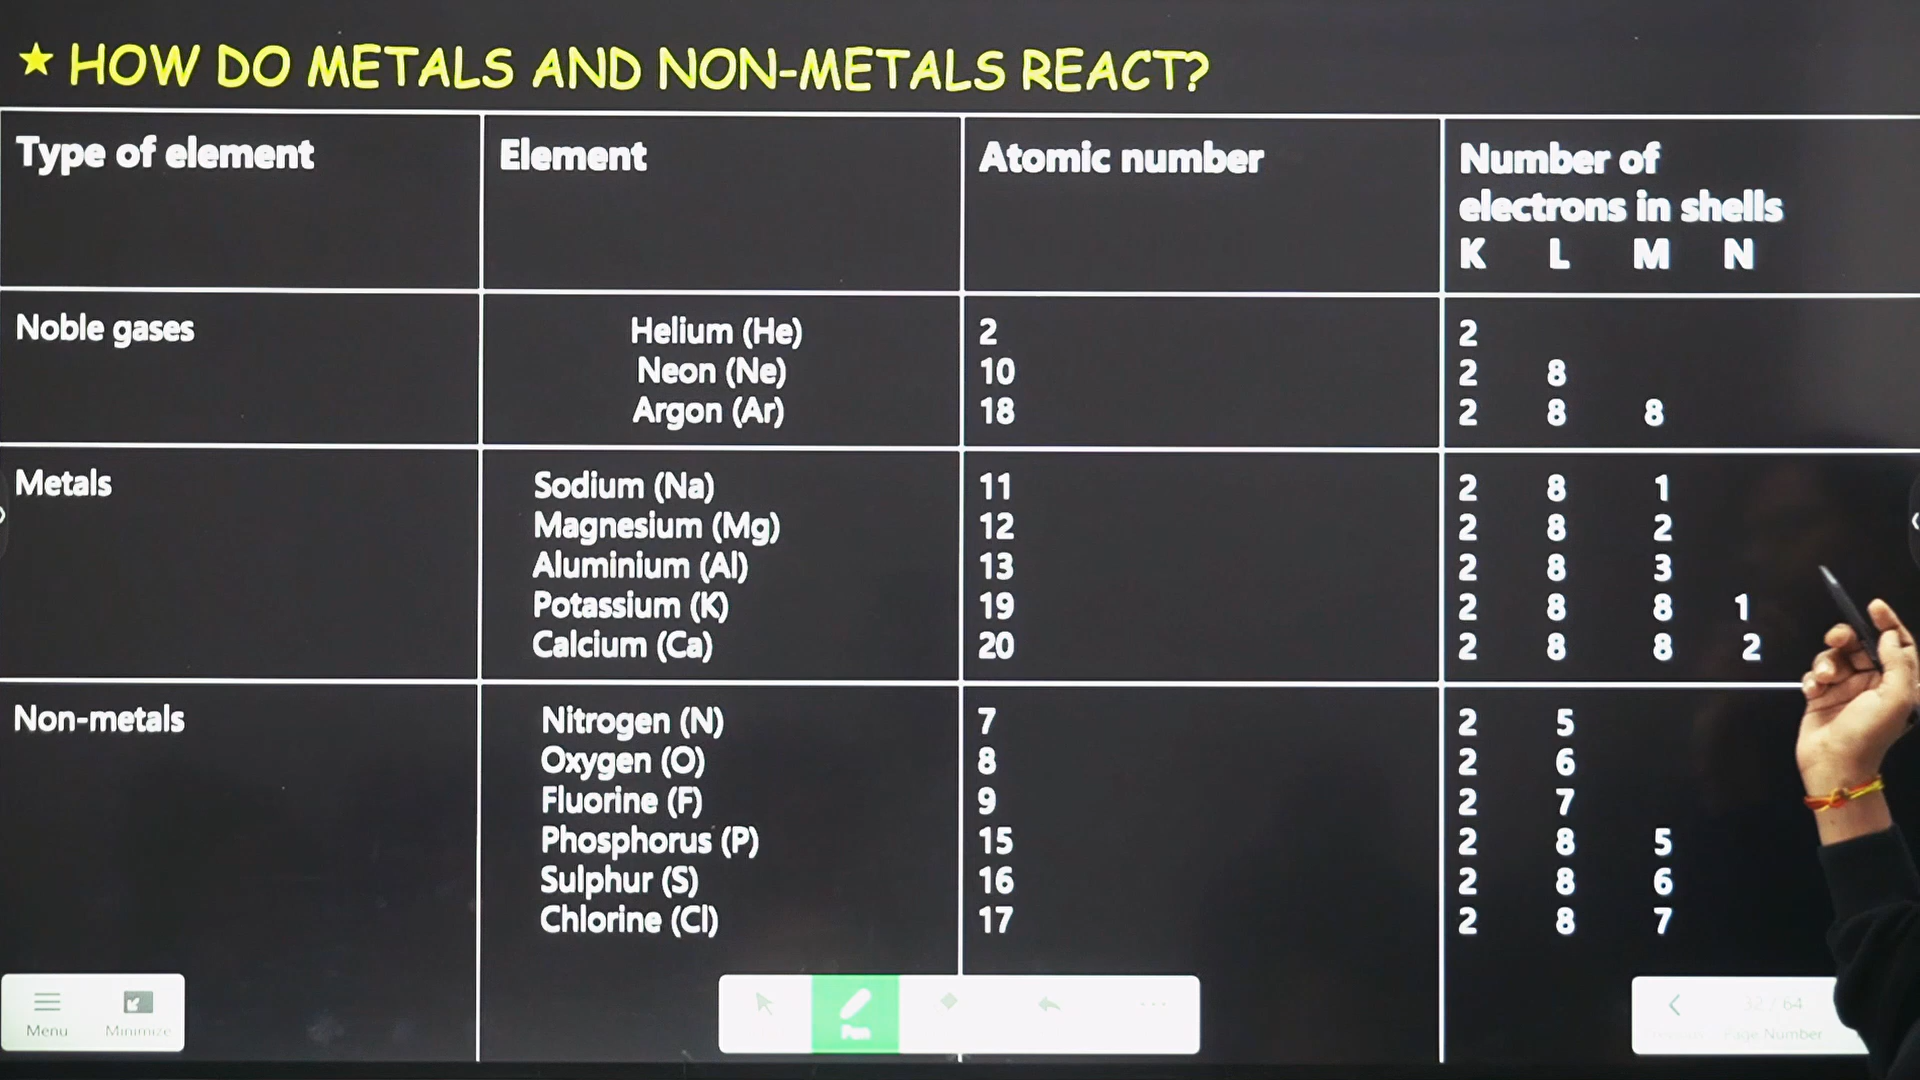 ★ HOW DO METALS AND NON-METALS REACT?
Type of element Element Atomic number Number of
electrons in shells
K L M N
Noble gases Helium (He) 2 2
Neon (Ne) 10 2 8
Argon (Ar) 18 2 8 8
Metals Sodium (Na) 11 2 8 1
Magnesium (Mg) 12 2 8 2
Aluminium (Al) 13 2 8 3
Potassium (K) 19 2 8 8 1
Calcium (Ca) 20 2 8 8 2
Non-metals Nitrogen (N) 7 2 5
Oxygen (O) 8 2 6
Fluorine (F) 9 2 7
Phosphorus (P) 15 2 8 5
Sulphur (S) 16 2 8 6
Chlorine (Cl) 17 2 8 7
32 / 64
Menu Minimize Pen Page Number